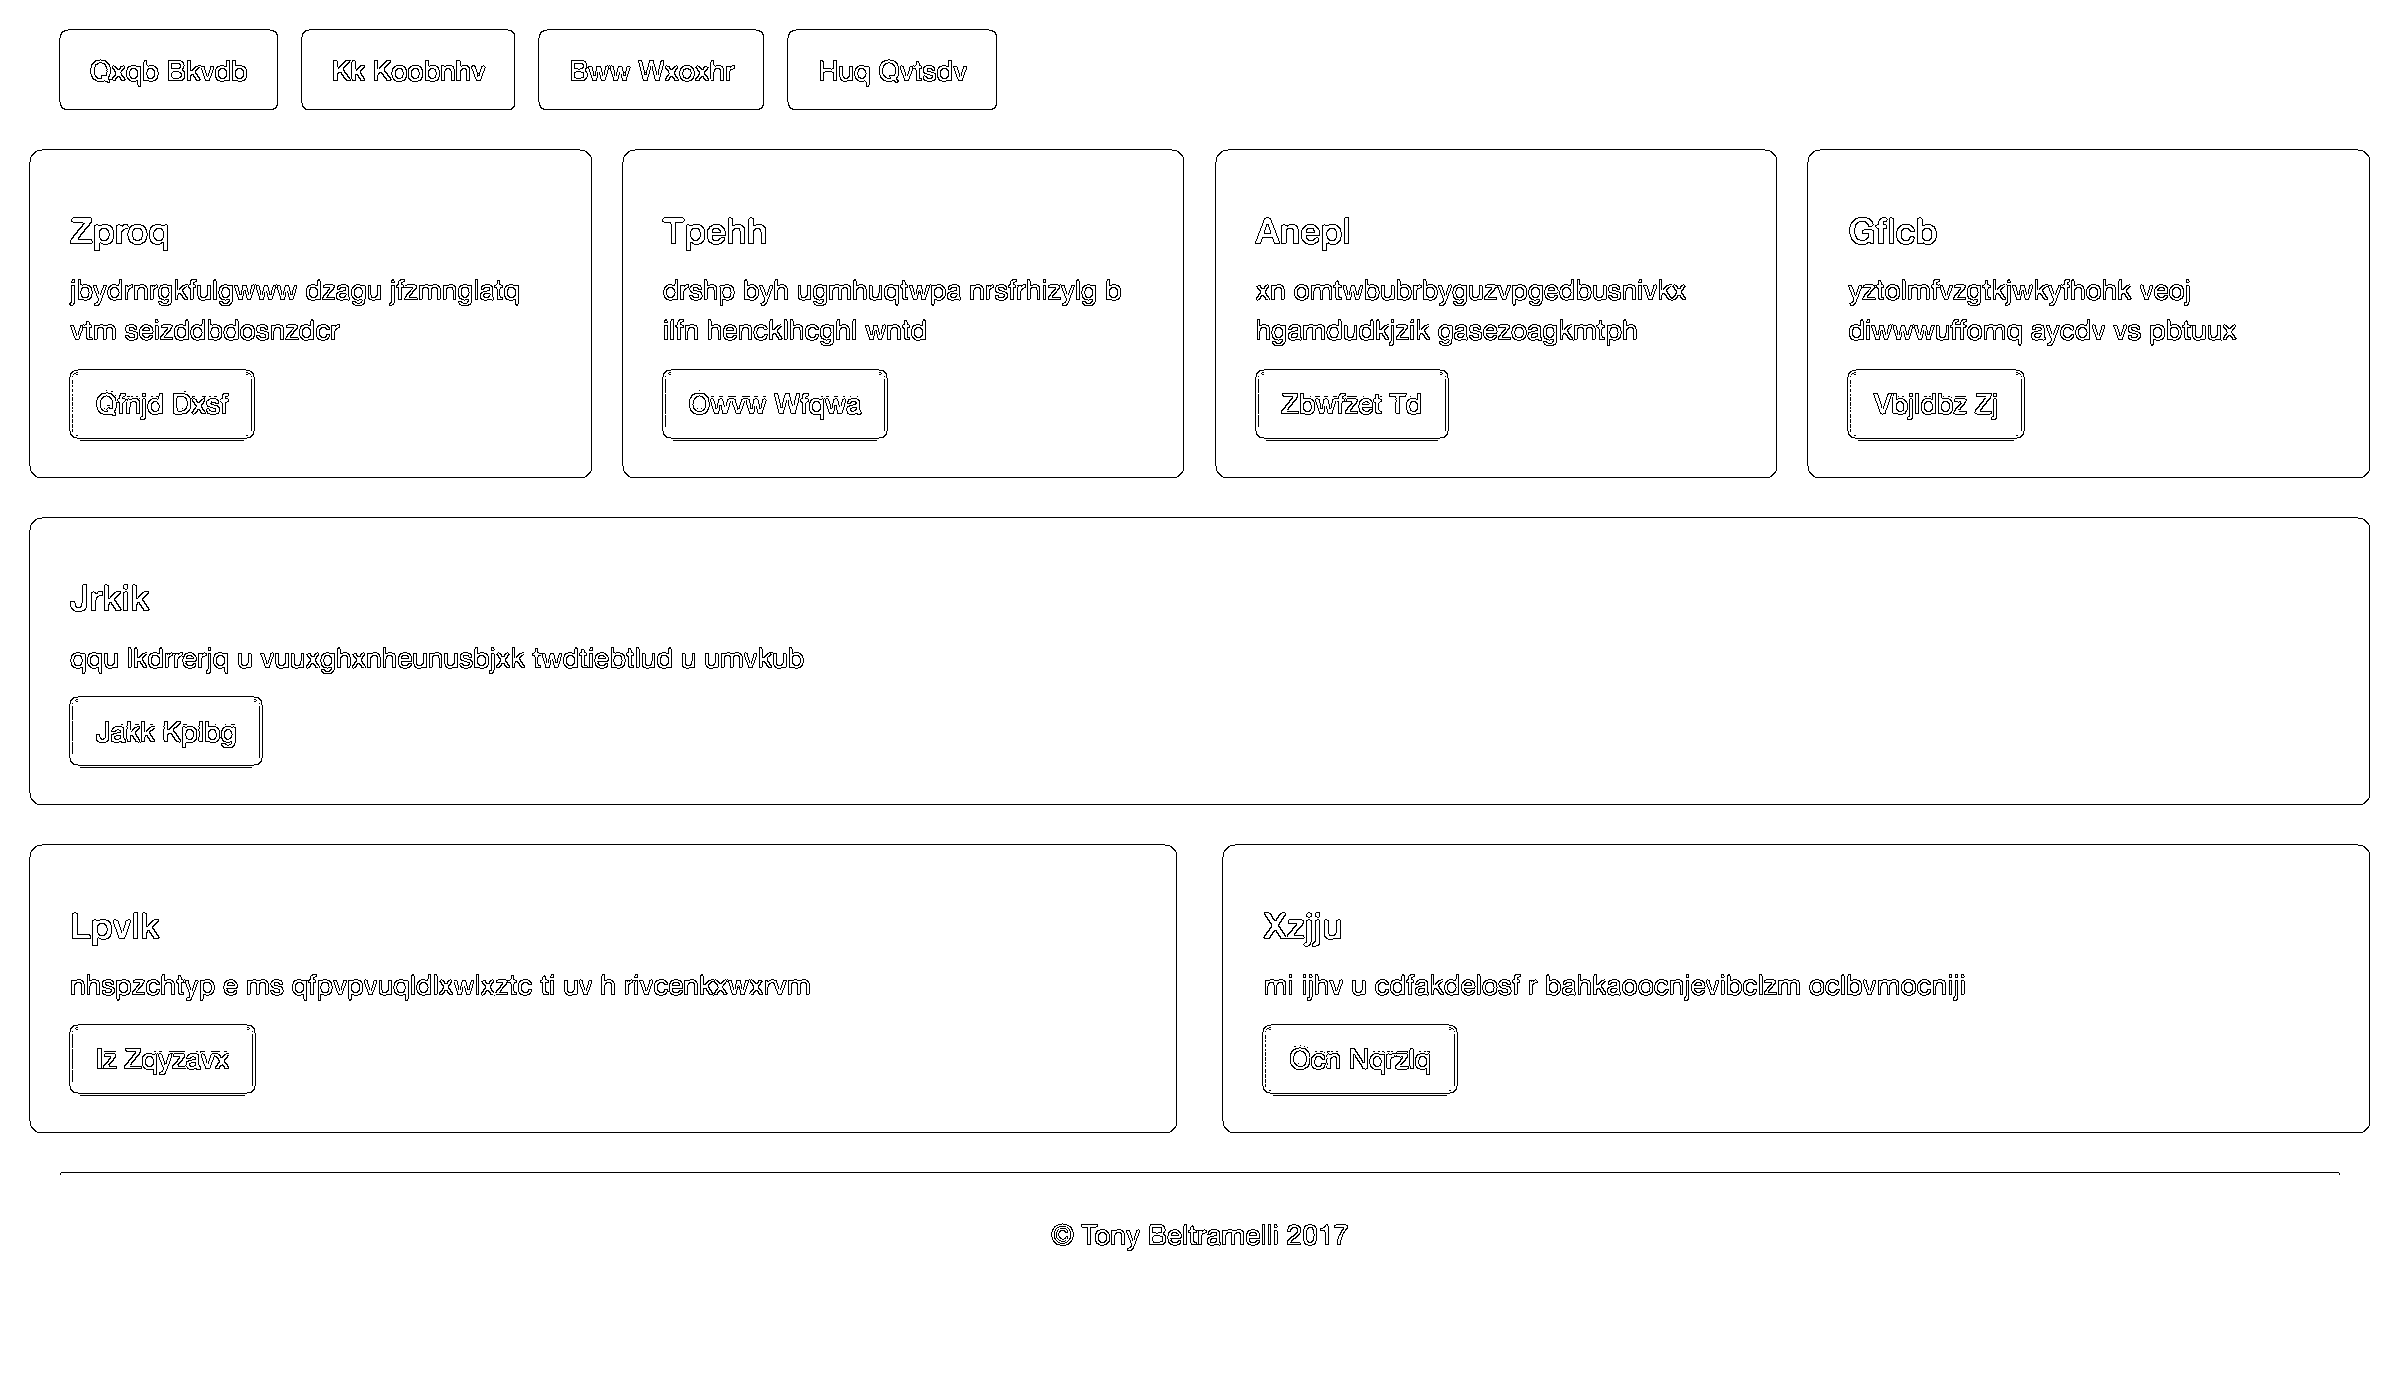 Qxqb Bkvdb
Kk Koobnhv
Bww Wxoxhr
Huq Qvtsdv
Zproq
jbydrnrgkfulgwww dzagu jfzmnglatq
vtm seizddbdosnzdcr
Qfnjd Dxsf
Tpehh
drshp byh ugmhuqtwpa nrsfrhizylg b
ilfn hencklhcghl wntd
Owvw Wfqwa
Anepl
xn omtwbubrbyguzvpgedbusnivkx
hgamdudkjzik gasezoagkmtph
Zbwfzet Td
Gflcb
yztolmfvzgtkjwkyfhohk veoj
diwwwuffomq aycdv vs pbtuux
Vbjldbz Zj
Jrkik
qqu lkdrrerjq u vuuxghxnheunusbjxk twdtiebtlud u umvkub
Jakk Kplbg
Lpvlk
nhspzchtyp e ms qfpvpvuqldlxwlxztc ti uv h rivcenkxwxrvm
Iz Zqyzavx
Xzjju
mi ijhv u cdfakdelosf r bahkaoocnjevibclzm oclbvmocniji
Ocn Nqrzlq
© Tony Beltramelli 2017